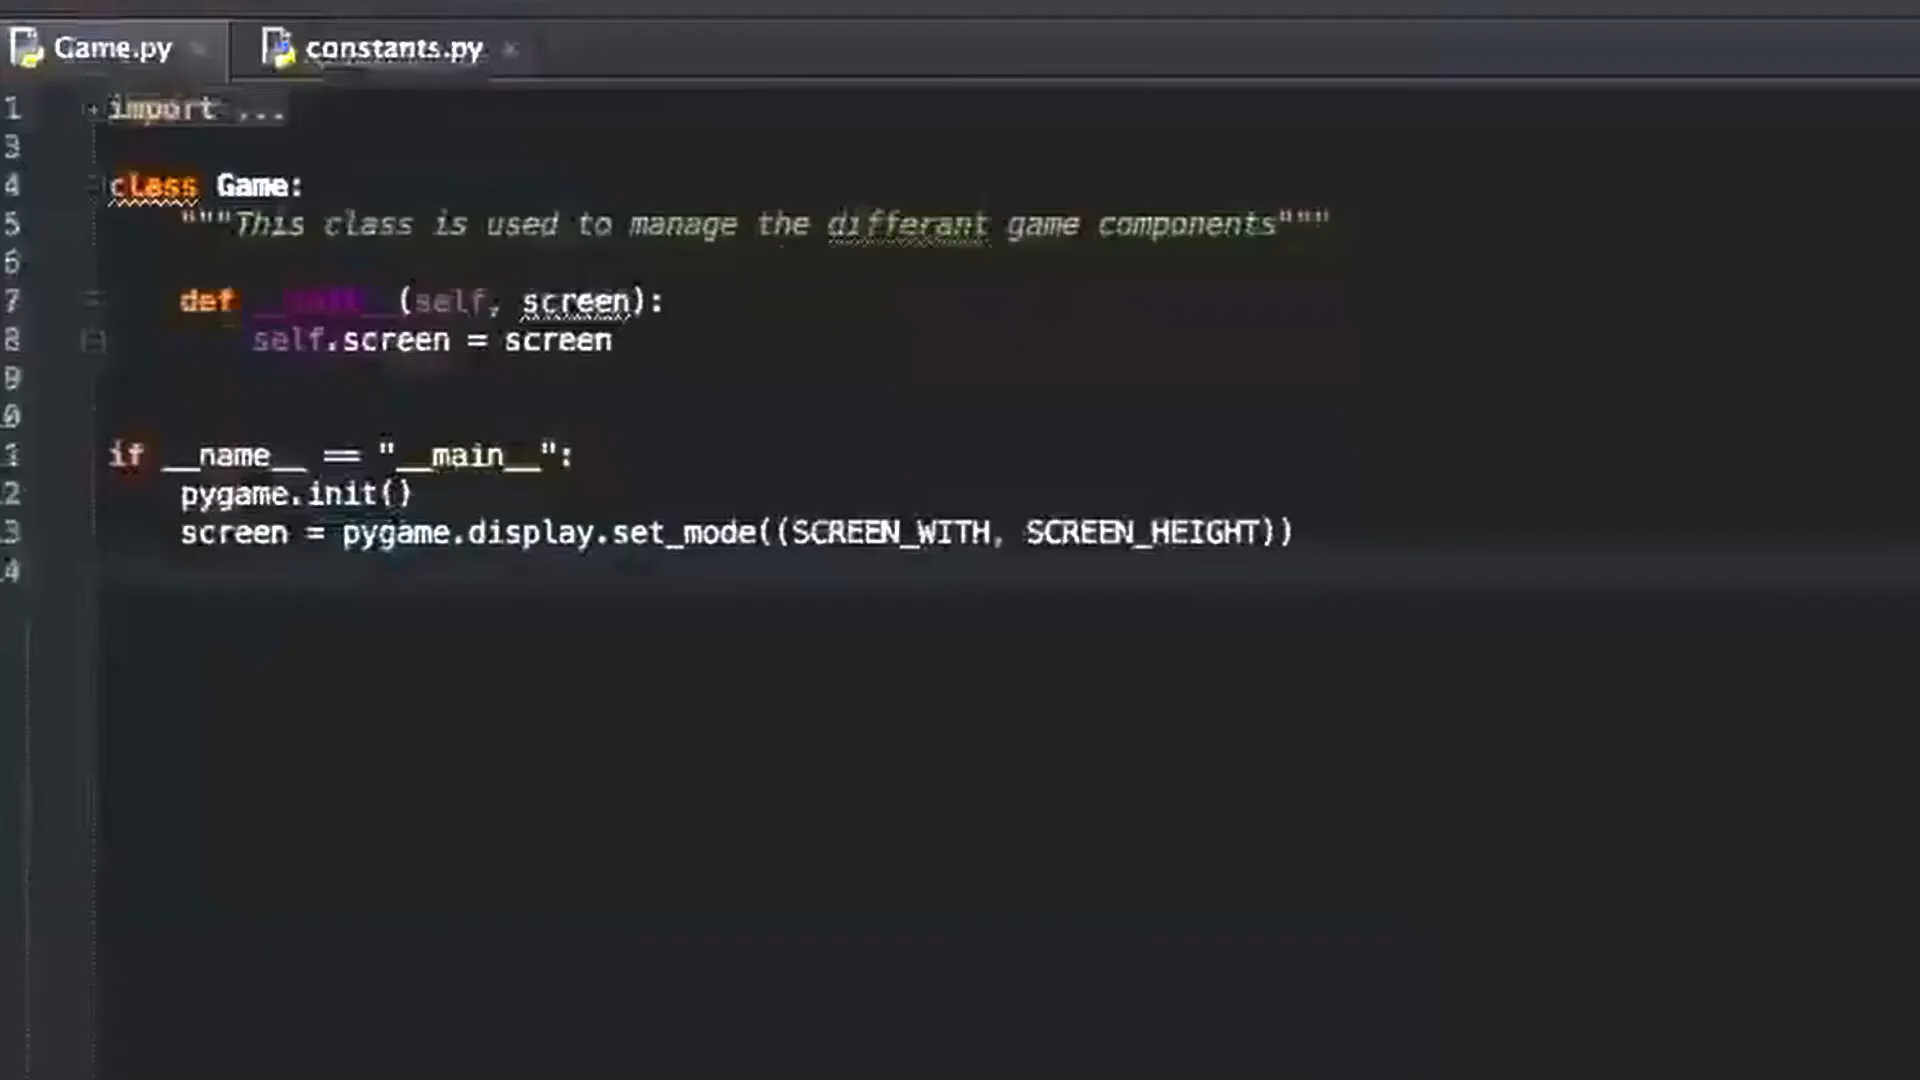 Game.py constants.py
1 import ...
3
4 class Game:
5 """This class is used to manage the differant game components"""
6
7 def (self, screen):
8 self.screen = screen
9
0
1 if __name__ == "__main__":
2 pygame.init()
3 screen = pygame.display.set_mode((SCREEN_WITH, SCREEN_HEIGHT))
4